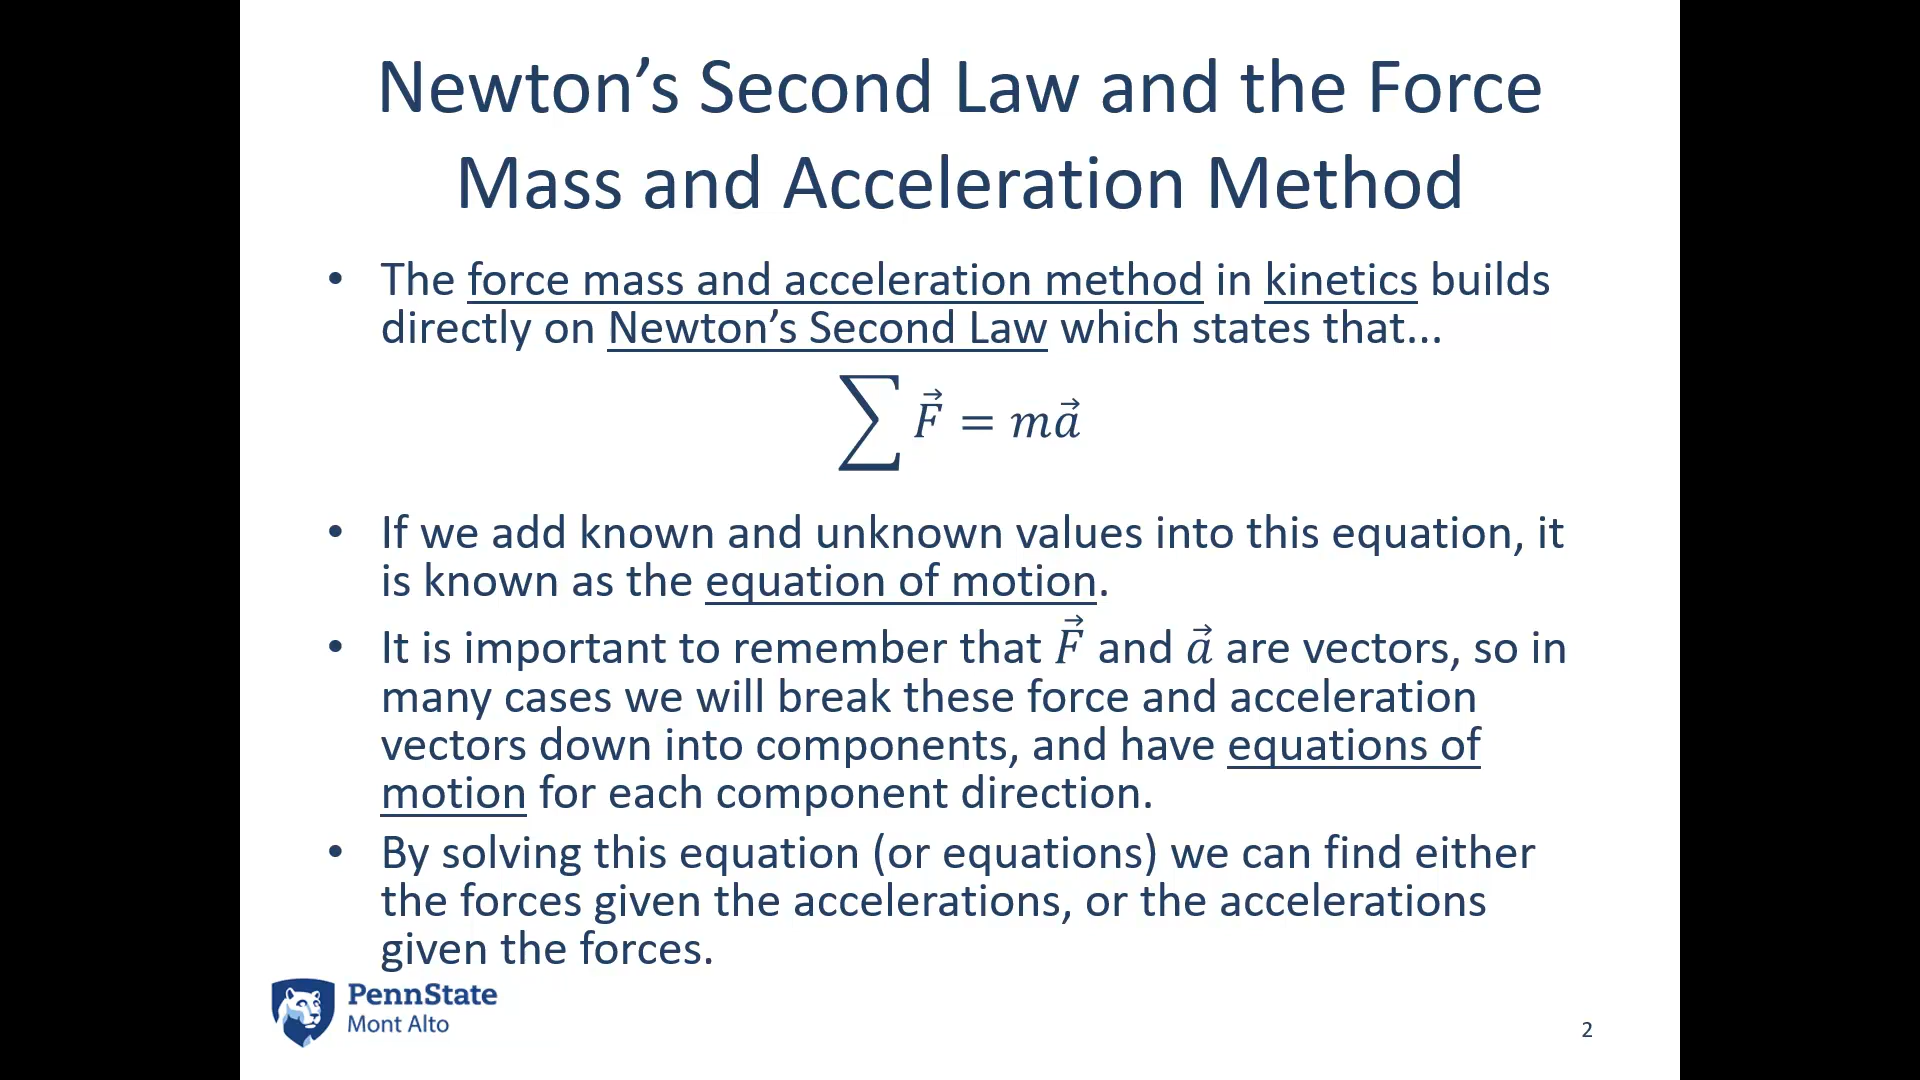 Newton’s Second Law and the Force
Mass and Acceleration Method
• The force mass and acceleration method in kinetics builds
directly on Newton’s Second Law which states that...
∑ F⃗ = ma⃗
• If we add known and unknown values into this equation, it
is known as the equation of motion.
• It is important to remember that F⃗ and a⃗ are vectors, so in
many cases we will break these force and acceleration
vectors down into components, and have equations of
motion for each component direction.
• By solving this equation (or equations) we can find either
the forces given the accelerations, or the accelerations
given the forces.
PennState
Mont Alto
2